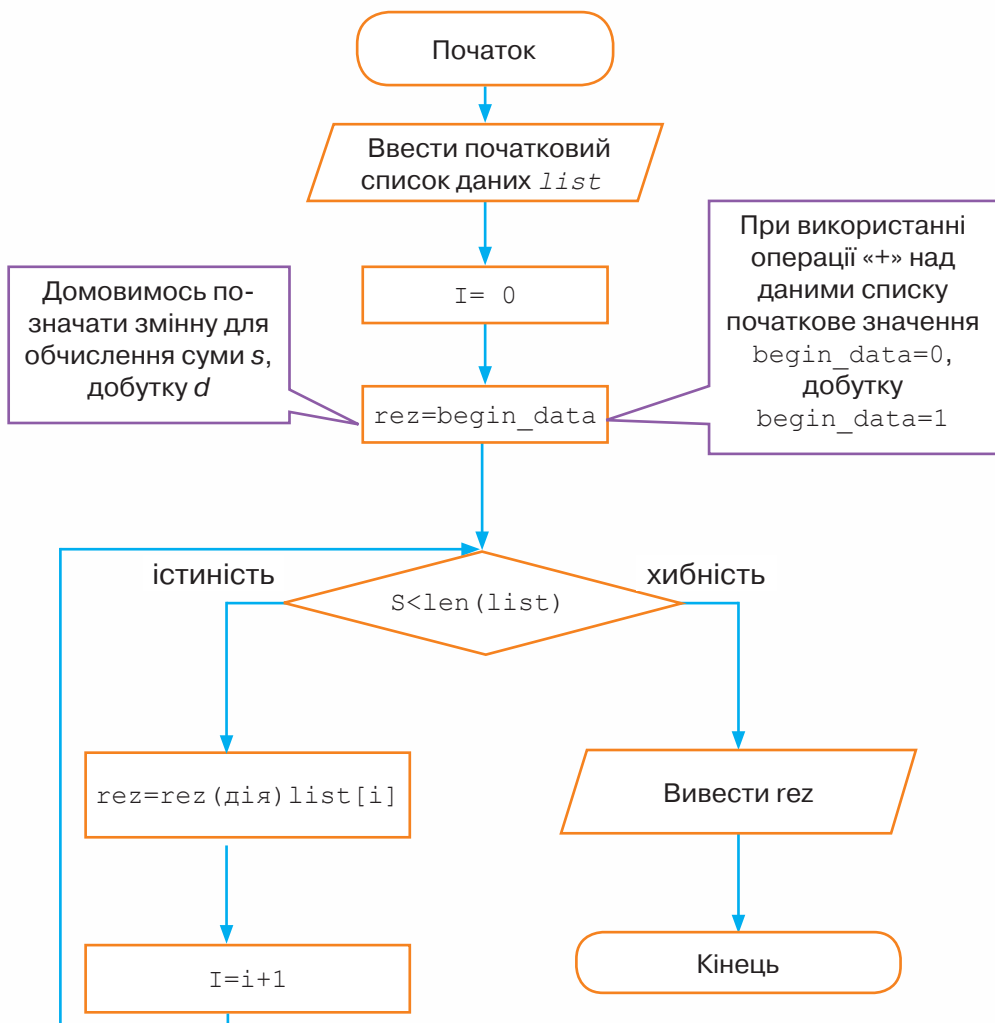 Початок
Ввести початковий
список даних list
I= 0
Домовимось по-
значати змінну для
обчислення суми s,
добутку d
rez=begin_data
При використанні
операції «+» над
даними списку
початкове значення
begin_data=0,
добутку
begin_data=1
істиність
S<len(list)
хибність
rez=rez(дія)list[i]
I=i+1
Вивести rez
Кінець